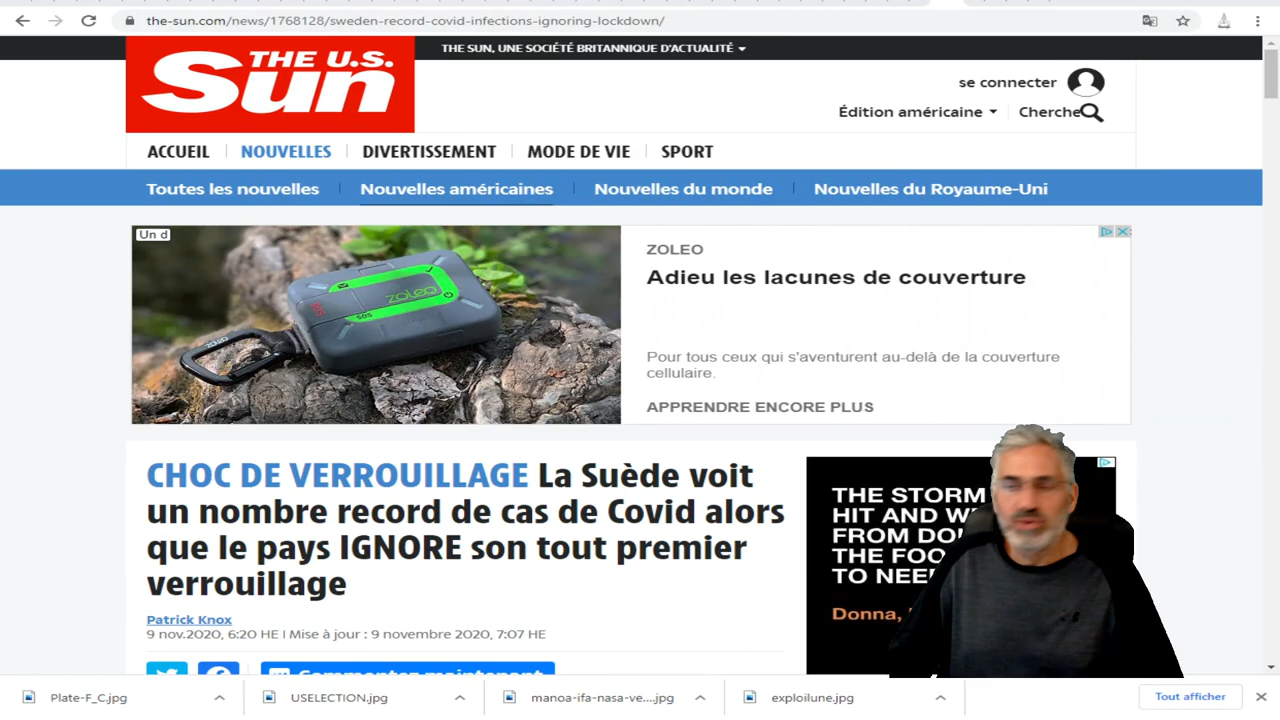 the-sun.com/news/1768128/sweden-record-covid-infections-ignoring-lockdown/
THE SUN, UNE SOCIÉTÉ BRITANNIQUE D'ACTUALITÉ
THE U.S.
Sun
se connecter
Édition américaine
Cherche
ACCUEIL
NOUVELLES
DIVERTISSEMENT
MODE DE VIE
SPORT
Toutes les nouvelles
Nouvelles américaines
Nouvelles du monde
Nouvelles du Royaume-Uni
Un d
zoleo
SOS
ZOLEO
Adieu les lacunes de couverture
Pour tous ceux qui s'aventurent au-delà de la couverture
cellulaire.
APPRENDRE ENCORE PLUS
CHOC DE VERROUILLAGE La Suède voit
un nombre record de cas de Covid alors
que le pays IGNORE son tout premier
verrouillage
Patrick Knox
9 nov.2020, 6:20 HE | Mise à jour : 9 novembre 2020, 7:07 HE
Commentez maintenant
THE STORM
HIT AND
FROM
THE
TO
Donna,
Plate-F_C.jpg
USELECTION.jpg
manoa-ifa-nasa-ve....jpg
exploilune.jpg
Tout afficher